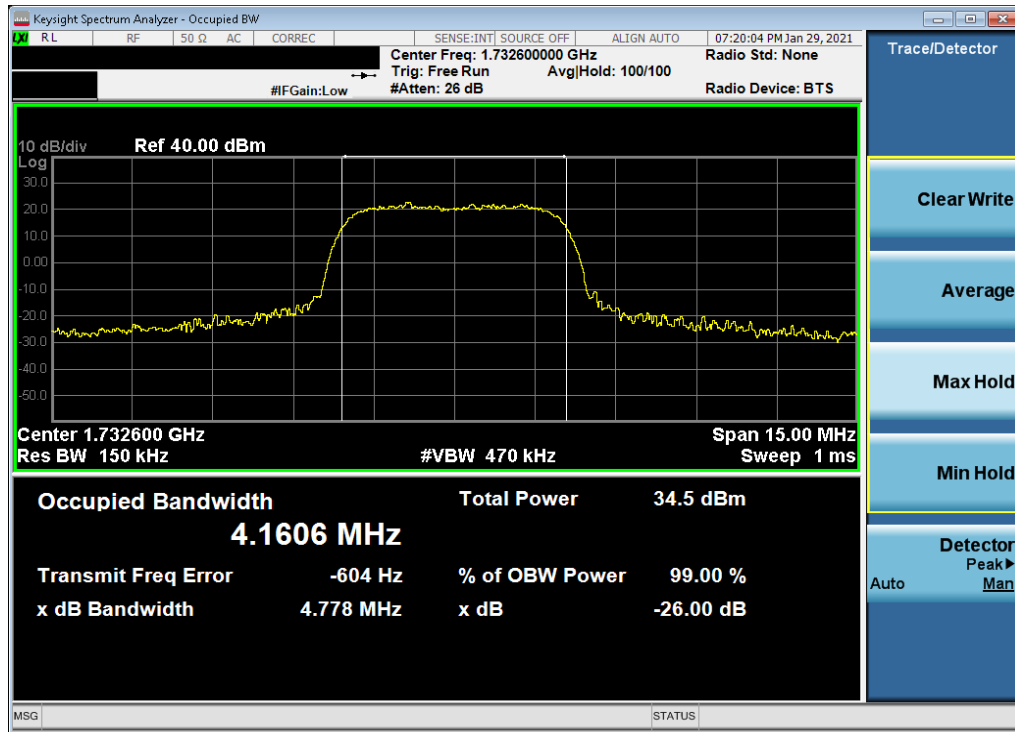 Keysight Spectrum Analyzer - Occupied BW
LXI RL RF 50 Ω AC CORREC SENSE:INT SOURCE OFF ALIGN AUTO 07:20:04 PM Jan 29, 2021
Center Freq: 1.732600000 GHz Radio Std: None
Trig: Free Run Avg|Hold: 100/100
#IFGain:Low #Atten: 26 dB Radio Device: BTS
10 dB/div Ref 40.00 dBm
Log
30.0
20.0
10.0
0.00
-10.0
-20.0
-30.0
-40.0
-50.0
Center 1.732600 GHz Span 15.00 MHz
Res BW 150 kHz #VBW 470 kHz Sweep 1 ms
Occupied Bandwidth Total Power 34.5 dBm
4.1606 MHz
Transmit Freq Error -604 Hz % of OBW Power 99.00 %
x dB Bandwidth 4.778 MHz x dB -26.00 dB
MSG STATUS
Trace/Detector
Clear Write
Average
Max Hold
Min Hold
Detector
Peak▶
Auto Man